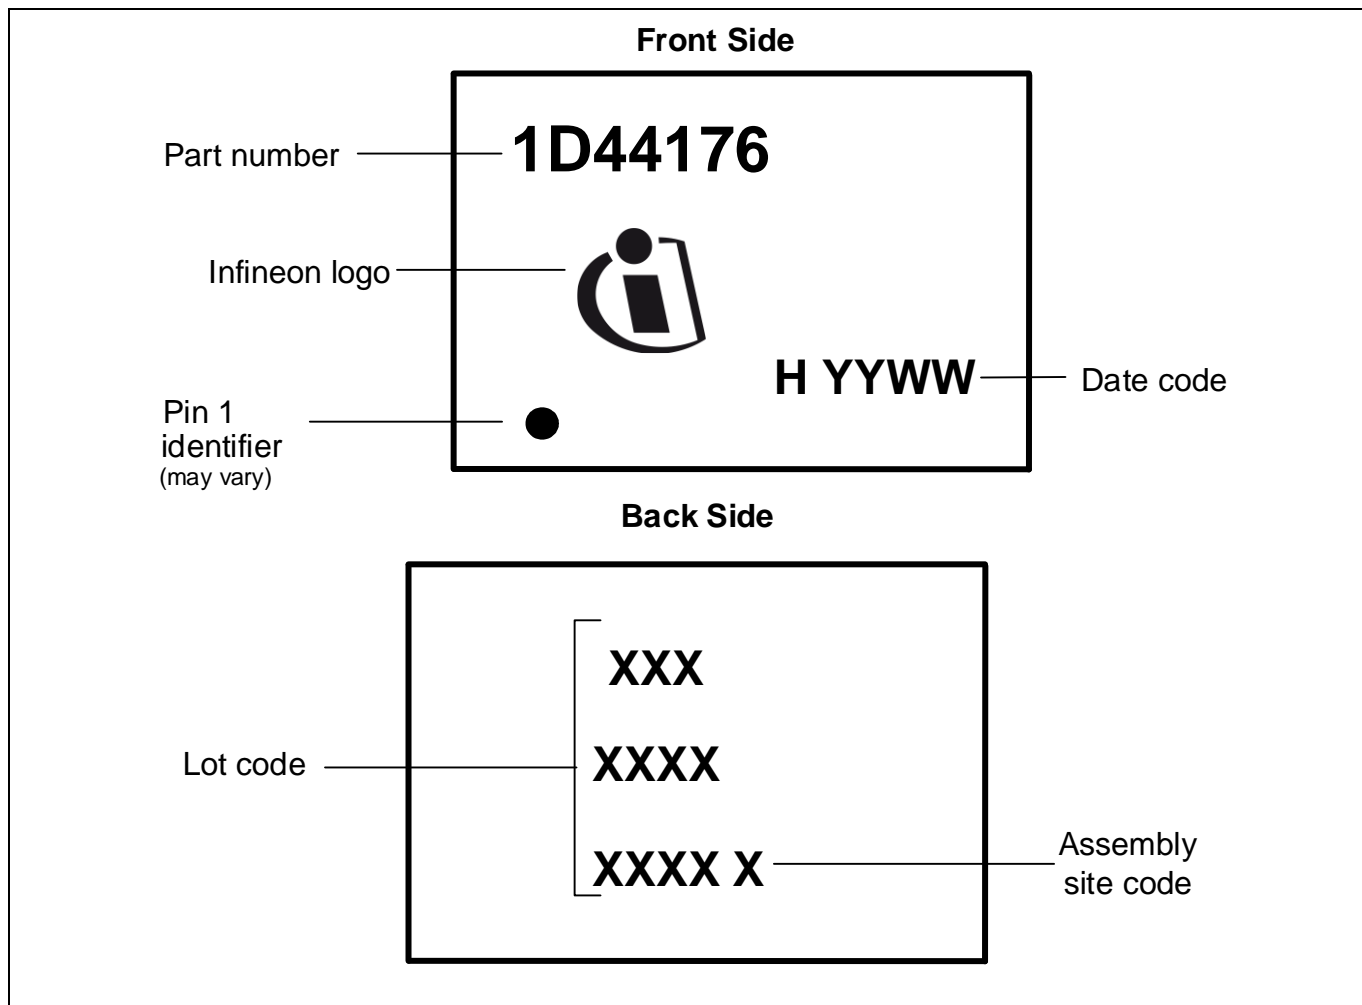 Front Side
Part number
1D44176
Infineon logo
H YYWW
Date code
Pin 1
identifier
(may vary)
Back Side
XXX
Lot code
XXXX
XXXX X
Assembly
site code